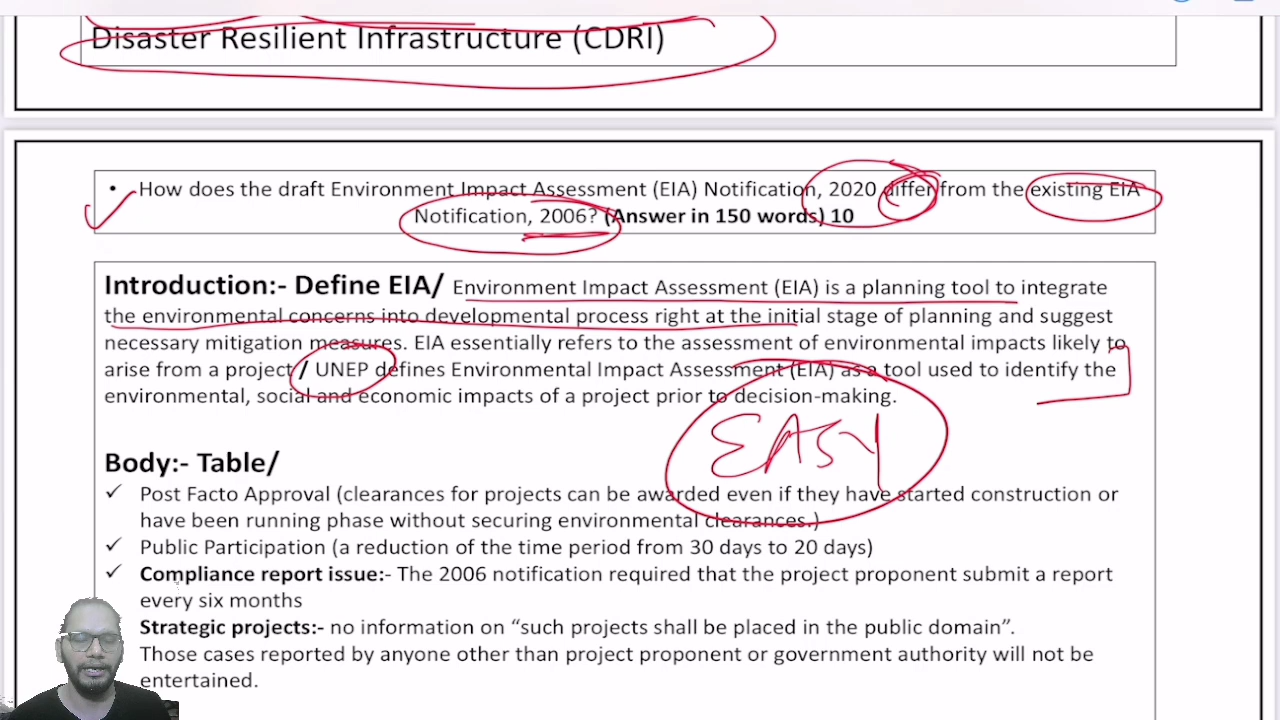 Disaster Resilient Infrastructure (CDRI)
• How does the draft Environment Impact Assessment (EIA) Notification, 2020 differ from the existing EIA
Notification, 2006? (Answer in 150 words) 10
Introduction:- Define EIA/ Environment Impact Assessment (EIA) is a planning tool to integrate
the environmental concerns into developmental process right at the initial stage of planning and suggest
necessary mitigation measures. EIA essentially refers to the assessment of environmental impacts likely to
arise from a project / UNEP defines Environmental Impact Assessment (EIA) as a tool used to identify the
environmental, social and economic impacts of a project prior to decision-making.
EASY
Body:- Table/
✓ Post Facto Approval (clearances for projects can be awarded even if they have started construction or
have been running phase without securing environmental clearances.)
✓ Public Participation (a reduction of the time period from 30 days to 20 days)
✓ Compliance report issue:- The 2006 notification required that the project proponent submit a report
every six months
Strategic projects:- no information on “such projects shall be placed in the public domain”.
Those cases reported by anyone other than project proponent or government authority will not be
entertained.